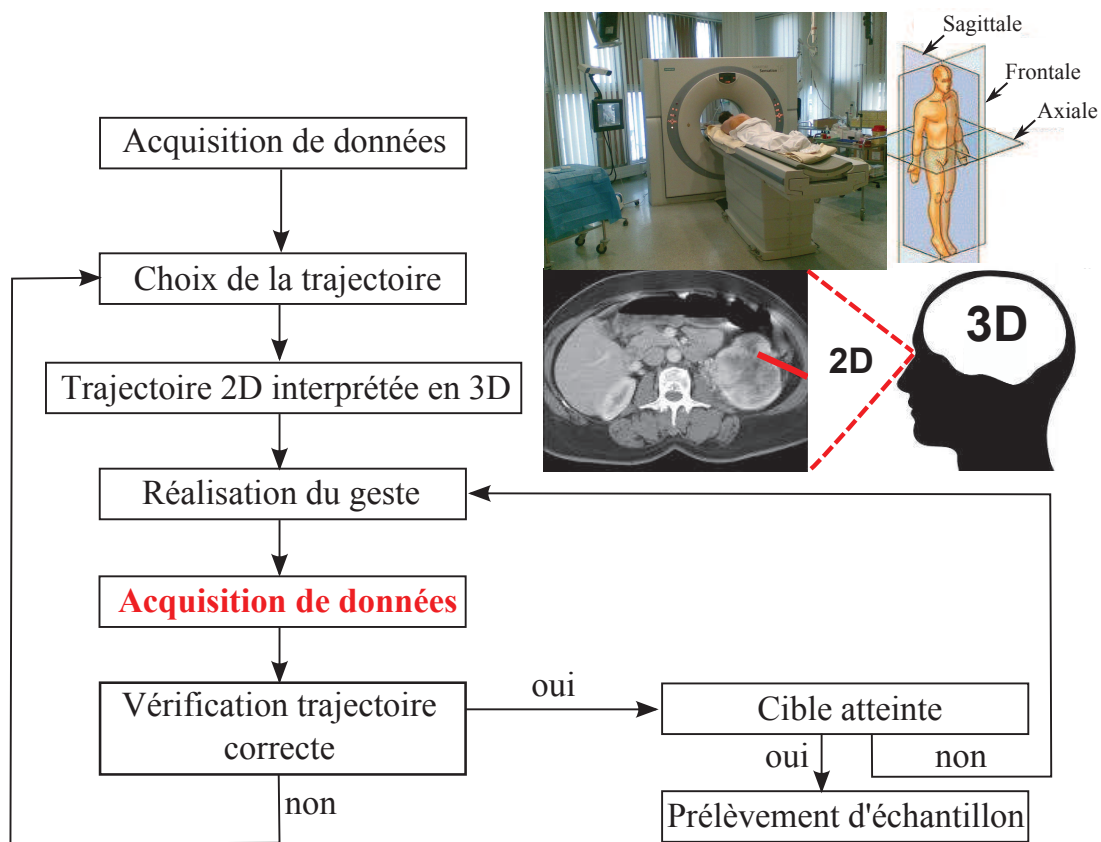 Sagittale
Frontale
Axiale
Acquisition de données
Choix de la trajectoire
3D
2D
Trajectoire 2D interprétée en 3D
Réalisation du geste
Acquisition de données
Vérification trajectoire
correcte
oui
Cible atteinte
oui
non
non
Prélèvement d'échantillon